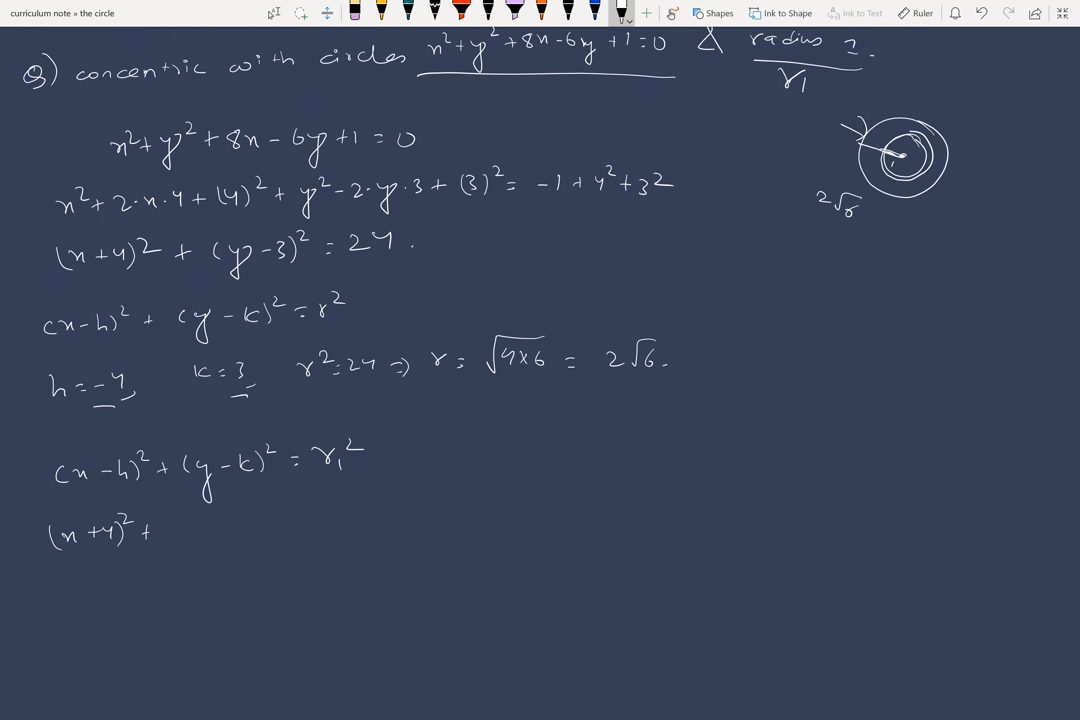 curriculum note » the circle
Shapes Ink to Shape Ink to Text Ruler
Q) concentric with circles x²+y²+8x-6y+1=0 & radius 2.
r₁
x²+y²+8x-6y+1=0
x²+2·x·4+(4)²+y²-2·y·3+(3)²=-1+4²+3²
(x+4)²+(y-3)²=24.
2√6
(x-h)²+(y-k)²=r²
h=-4, k=3, r²=24 => r=√4×6 = 2√6.
(x-h)²+(y-k)²=r₁²
(x+4)²+